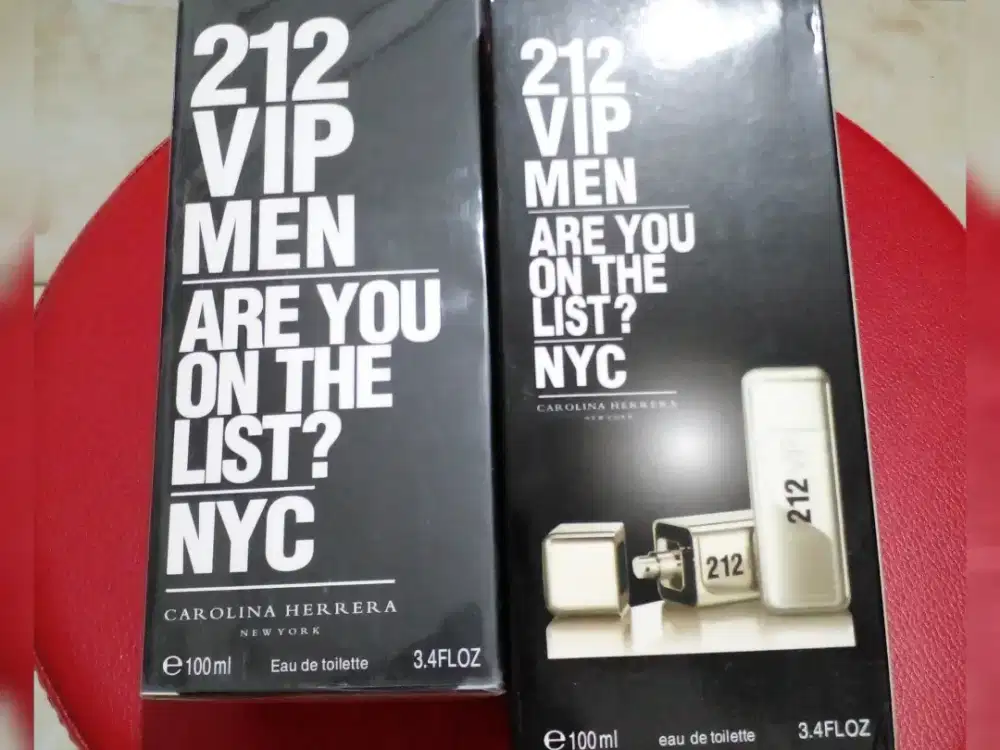 212
VIP
MEN
ARE YOU
ON THE
LIST?
NYC
CAROLINA HERRERA
NEW YORK
e100ml Eau de toilette 3.4FLOZ
212
VIP
MEN
ARE YOU
ON THE
LIST?
NYC
CAROLINA HERRERA
NEW YORK
212
212
e100ml eau de toilette 3.4FLOZ